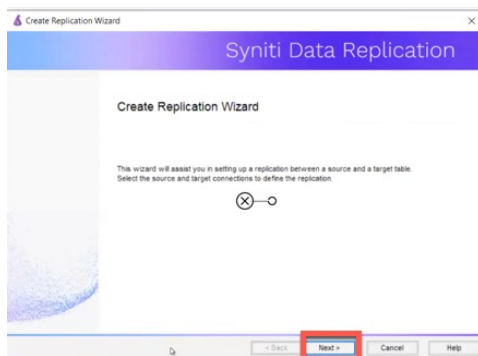 Create Replication Wizard
Syniti Data Replication
Create Replication Wizard
This wizard will assist you in setting up a replication between a source and a target table.
Select the source and target connections to define the replication.
< Back Next > Cancel Help